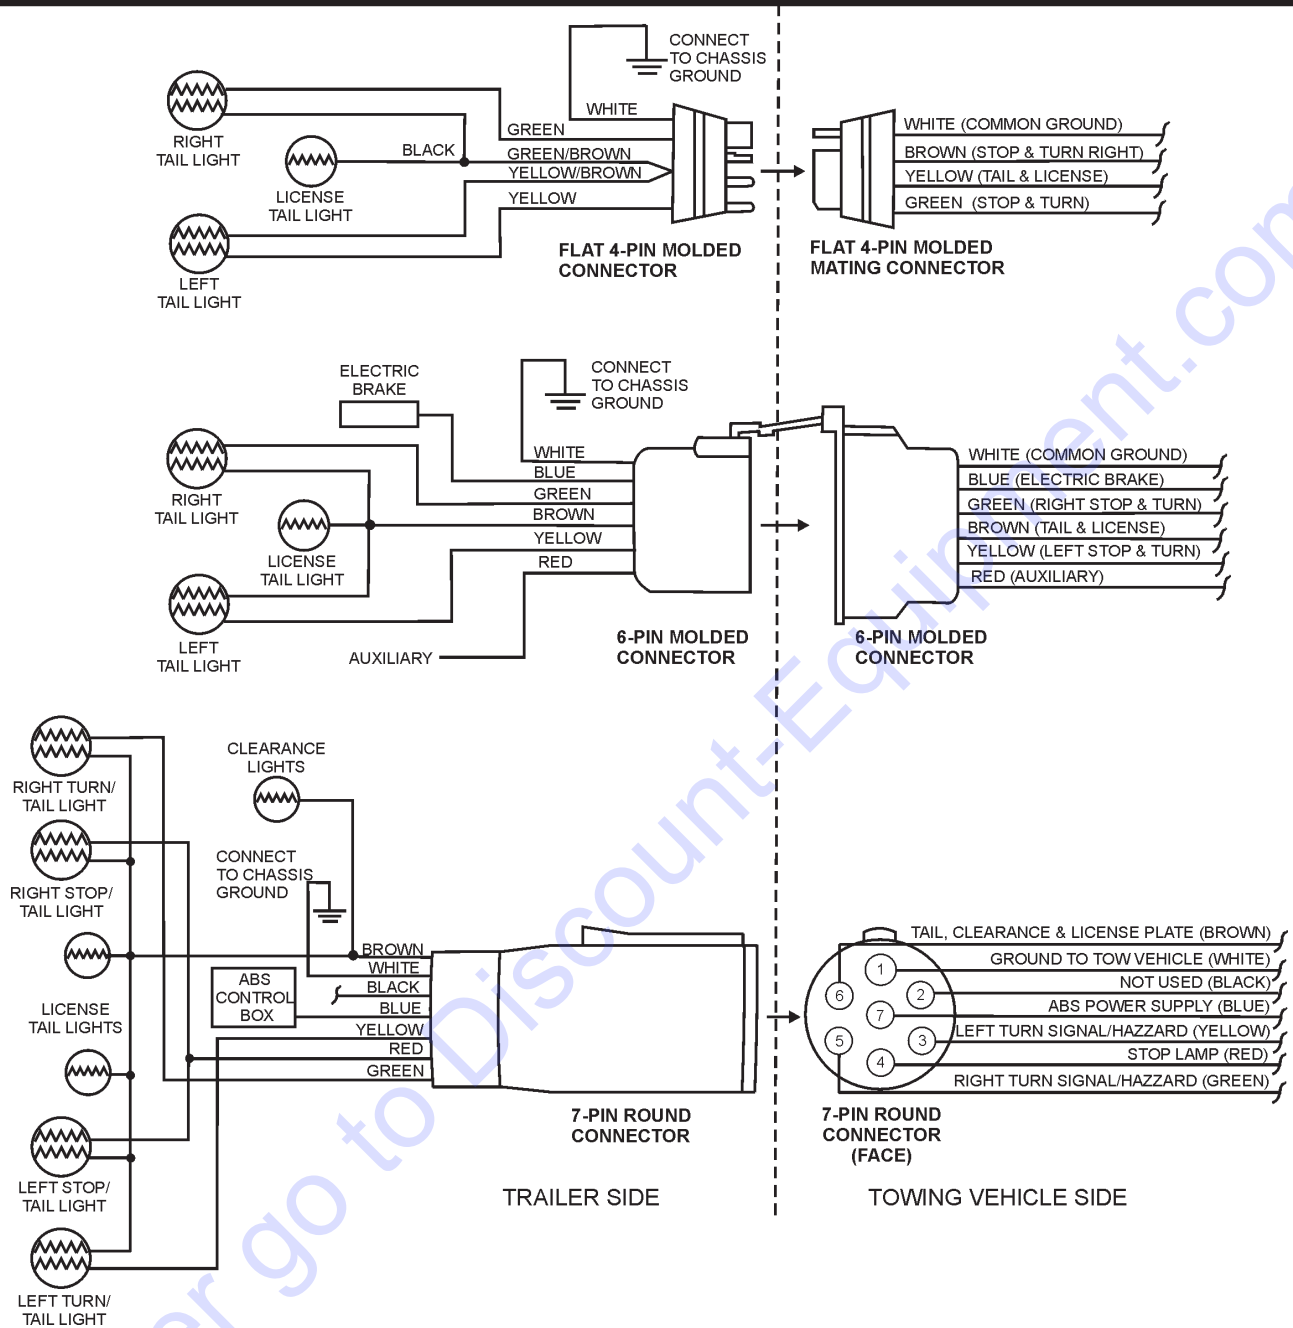 CONNECT
TO CHASSIS
GROUND
WHITE
GREEN
BLACK
GREEN/BROWN
YELLOW/BROWN
YELLOW
RIGHT
TAIL LIGHT
LICENSE
TAIL LIGHT
LEFT
TAIL LIGHT
FLAT 4-PIN MOLDED
CONNECTOR
WHITE (COMMON GROUND)
BROWN (STOP & TURN RIGHT)
YELLOW (TAIL & LICENSE)
GREEN (STOP & TURN)
FLAT 4-PIN MOLDED
MATING CONNECTOR
ELECTRIC
BRAKE
CONNECT
TO CHASSIS
GROUND
WHITE
BLUE
GREEN
BROWN
YELLOW
RED
RIGHT
TAIL LIGHT
LICENSE
TAIL LIGHT
LEFT
TAIL LIGHT
AUXILIARY
6-PIN MOLDED
CONNECTOR
WHITE (COMMON GROUND)
BLUE (ELECTRIC BRAKE)
GREEN (RIGHT STOP & TURN)
BROWN (TAIL & LICENSE)
YELLOW (LEFT STOP & TURN)
RED (AUXILIARY)
6-PIN MOLDED
CONNECTOR
RIGHT TURN/
TAIL LIGHT
RIGHT STOP/
TAIL LIGHT
LICENSE
TAIL LIGHTS
LEFT STOP/
TAIL LIGHT
LEFT TURN/
TAIL LIGHT
CLEARANCE
LIGHTS
CONNECT
TO CHASSIS
GROUND
ABS
CONTROL
BOX
BROWN
WHITE
BLACK
BLUE
YELLOW
RED
GREEN
7-PIN ROUND
CONNECTOR
1
6
2
7
5
3
4
TAIL, CLEARANCE & LICENSE PLATE (BROWN)
GROUND TO TOW VEHICLE (WHITE)
NOT USED (BLACK)
ABS POWER SUPPLY (BLUE)
LEFT TURN SIGNAL/HAZZARD (YELLOW)
STOP LAMP (RED)
RIGHT TURN SIGNAL/HAZZARD (GREEN)
7-PIN ROUND
CONNECTOR
(FACE)
TRAILER SIDE
TOWING VEHICLE SIDE
go to Discount-Equipment.com